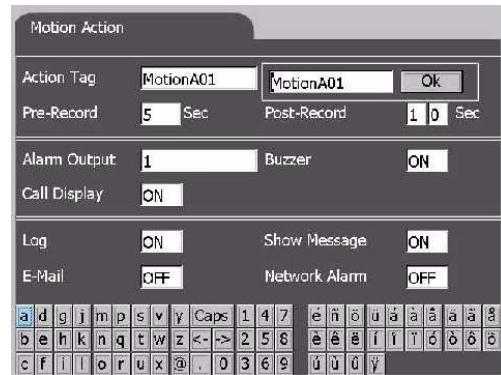 Motion Action
Action Tag MotionA01 MotionA01 Ok
Pre-Record 5 Sec Post-Record 1 0 Sec
Alarm Output 1 Buzzer ON
Call Display ON
Log ON Show Message ON
E-Mail OFF Network Alarm OFF
a d g j m p s v y Caps 1 4 7 é ñ ö ü á à å ä ã â
b e h k n q t w z <- -> 2 5 8 è ê ë í î ï ó ò ô õ
c f i l o r u x @ . 0 3 6 9 ú ù û ÿ